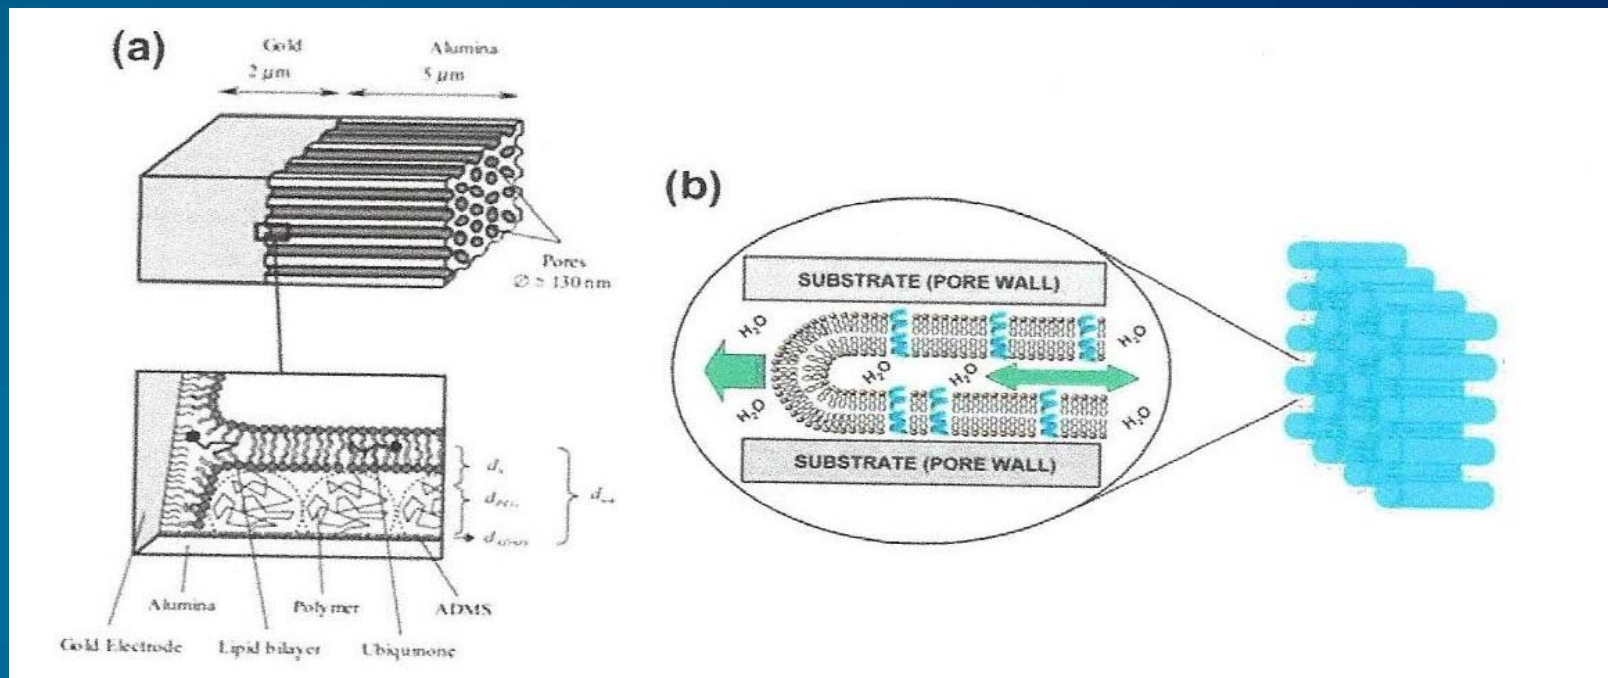 (a)
Gold
2 µm
Alumina
5 µm
Pores
Ø ≥ 130 nm
Alumina
Polymer
ADMS
Gold Electrode
Lipid bilayer
Ubiquinone
(b)
SUBSTRATE (PORE WALL)
H₂O
H₂O
H₂O
H₂O
H₂O
H₂O
SUBSTRATE (PORE WALL)